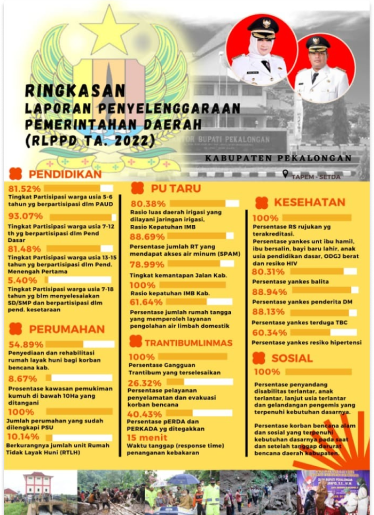 RINGKASAN
LAPORAN PENYELENGGARAAN
PEMERINTAHAN DAERAH
(RLPPD TA. 2022)
KABUPATEN PEKALONGAN
TAPEM - SETDA
PENDIDIKAN
81.52%
Tingkat Partisipasi warga usia 5-6
tahun yg berpartisipasi dlm PAUD
93.07%
Tingkat Partisipasi warga usia 7-12
th yg berpartisipasi dlm Pend
Dasar
81.48%
Tingkat Partisipasi warga usia 13-15
tahun yg berpartisipasi dlm Pend.
Menengah Pertama
5.40%
Tingkat Partisipasi warga usia 7-18
tahun yg blm menyelesaikan
SD/SMP dan berpartisipasi dlm
pend. kesetaraan
PERUMAHAN
54.89%
Penyediaan dan rehabilitasi
rumah layak huni bagi korban
bencana kab.
8.67%
Prosentase kawasan pemukiman
kumuh di bawah 10Ha yang
ditangani
100%
Jumlah perumahan yang sudah
dilengkapi PSU
10.14%
Berkurangnya jumlah unit Rumah
Tidak Layak Huni (RTLH)
PU TARU
80.38%
Rasio luas daerah irigasi yang
dilayani jaringan irigasi.
Rasio Kepatuhan IMB
88.69%
Persentase jumlah RT yang
mendapat akses air minum (SPAM)
78.99%
Tingkat kemantapan Jalan Kab.
100%
Rasio kepatuhan IMB Kab.
61.64%
Persentase jumlah rumah tangga
yang memperoleh layanan
pengolahan air limbah domestik
TRANTIBUMLINMAS
100%
Persentase Gangguan
Trantibum yang terselesaikan
26.32%
Persentase pelayanan
penyelamatan dan evakuasi
korban bencana
40.43%
Persentase pERDA dan
PERKADA yg ditegakkan
15 menit
Waktu tanggap (response time)
penanganan kebakaran
KESEHATAN
100%
Persentase RS rujukan yg
terakreditasi.
Persentase yankes unt ibu hamil,
ibu bersalin, bayi baru lahir, anak
usia pendidikan dasar, ODGJ berat
dan resiko HIV
80.31%
Persentase yankes balita
88.94%
Persentase yankes penderita DM
88.13%
Persentase yankes terduga TBC
60.34%
Persentase yankes resiko hipertensi
SOSIAL
100%
Persentase penyandang
disabilitas terlantar, anak
terlantar, lanjut usia terlantar
dan gelandangan pengemis yang
terpenuhi kebutuhan dasarnya.
Persentase korban bencana alam
dan sosial yang terpenuhi
kebutuhan dasarnya pada saat
dan setelah tanggap darurat
bencana daerah kabupaten